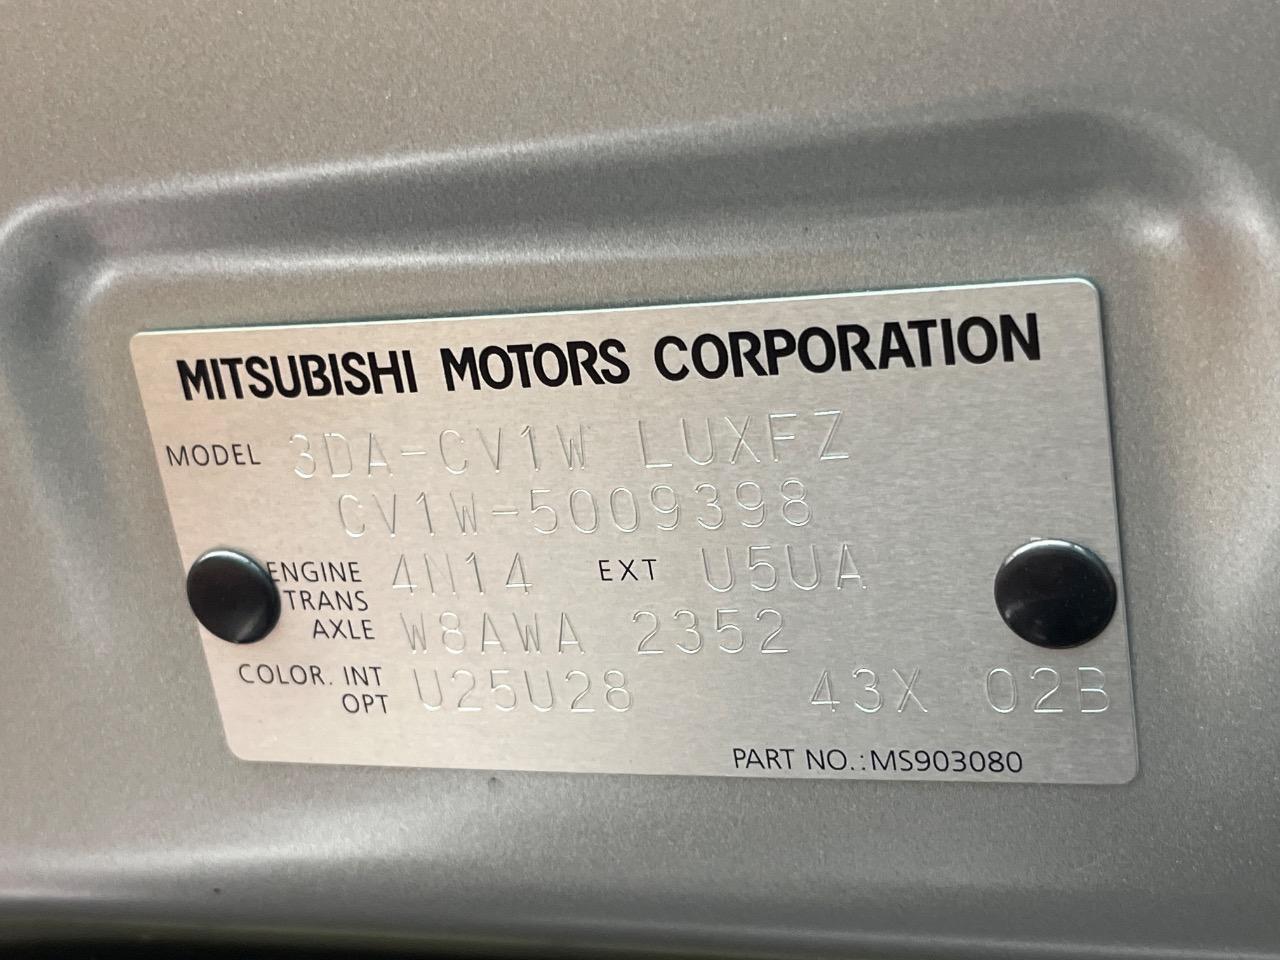 MITSUBISHI MOTORS CORPORATION
MODEL 3DA-CV1W LUXFZ
CV1W-5009398
ENGINE 4N14 EXT U5UA
TRANS
AXLE W8AWA 2352
COLOR. INT U25U28 43X 02B
OPT
PART NO.:MS903080